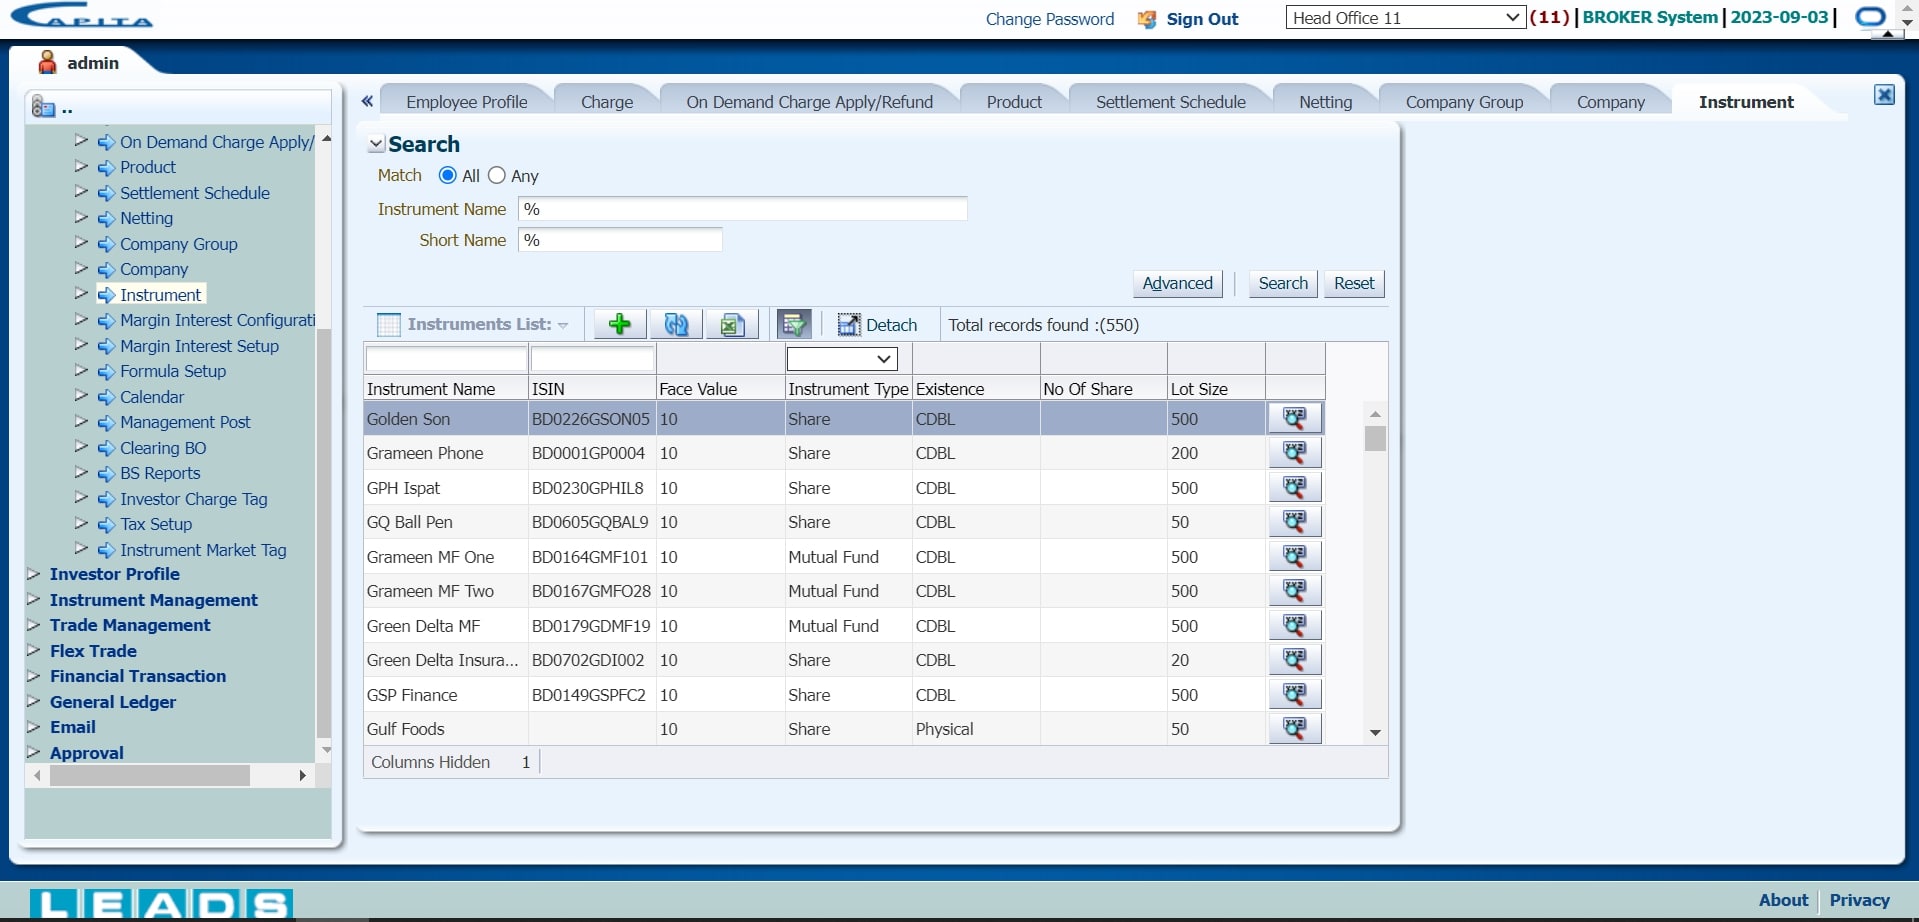 CAPITA
Change Password Sign Out Head Office 11 (11) | BROKER System | 2023-09-03 |
admin
..
On Demand Charge Apply/
Product
Settlement Schedule
Netting
Company Group
Company
Instrument
Margin Interest Configurati
Margin Interest Setup
Formula Setup
Calendar
Management Post
Clearing BO
BS Reports
Investor Charge Tag
Tax Setup
Instrument Market Tag
Investor Profile
Instrument Management
Trade Management
Flex Trade
Financial Transaction
General Ledger
Email
Approval
« Employee Profile Charge On Demand Charge Apply/Refund Product Settlement Schedule Netting Company Group Company Instrument
Search
Match All Any
Instrument Name %
Short Name %
Advanced Search Reset
Instruments List: Detach Total records found :(550)
Instrument Name ISIN Face Value Instrument Type Existence No Of Share Lot Size
Golden Son BD0226GSON05 10 Share CDBL 500
Grameen Phone BD0001GP0004 10 Share CDBL 200
GPH Ispat BD0230GPHIL8 10 Share CDBL 500
GQ Ball Pen BD0605GQBAL9 10 Share CDBL 50
Grameen MF One BD0164GMF101 10 Mutual Fund CDBL 500
Grameen MF Two BD0167GMFO28 10 Mutual Fund CDBL 500
Green Delta MF BD0179GDMF19 10 Mutual Fund CDBL 500
Green Delta Insura... BD0702GDI002 10 Share CDBL 20
GSP Finance BD0149GSPFC2 10 Share CDBL 500
Gulf Foods 10 Share Physical 50
Columns Hidden 1
LEADS
About Privacy